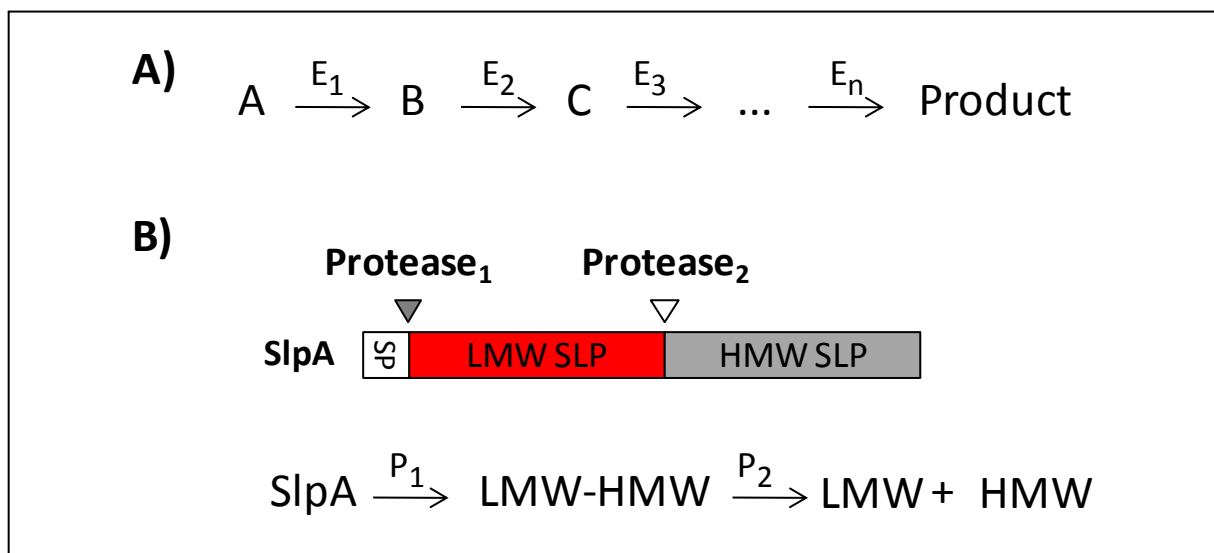 A)
A E₁ B E₂ C E₃ ... Eₙ Product
B)
Protease₁ Protease₂
SlpA SP LMW SLP HMW SLP
SlpA P₁ LMW-HMW P₂ LMW + HMW